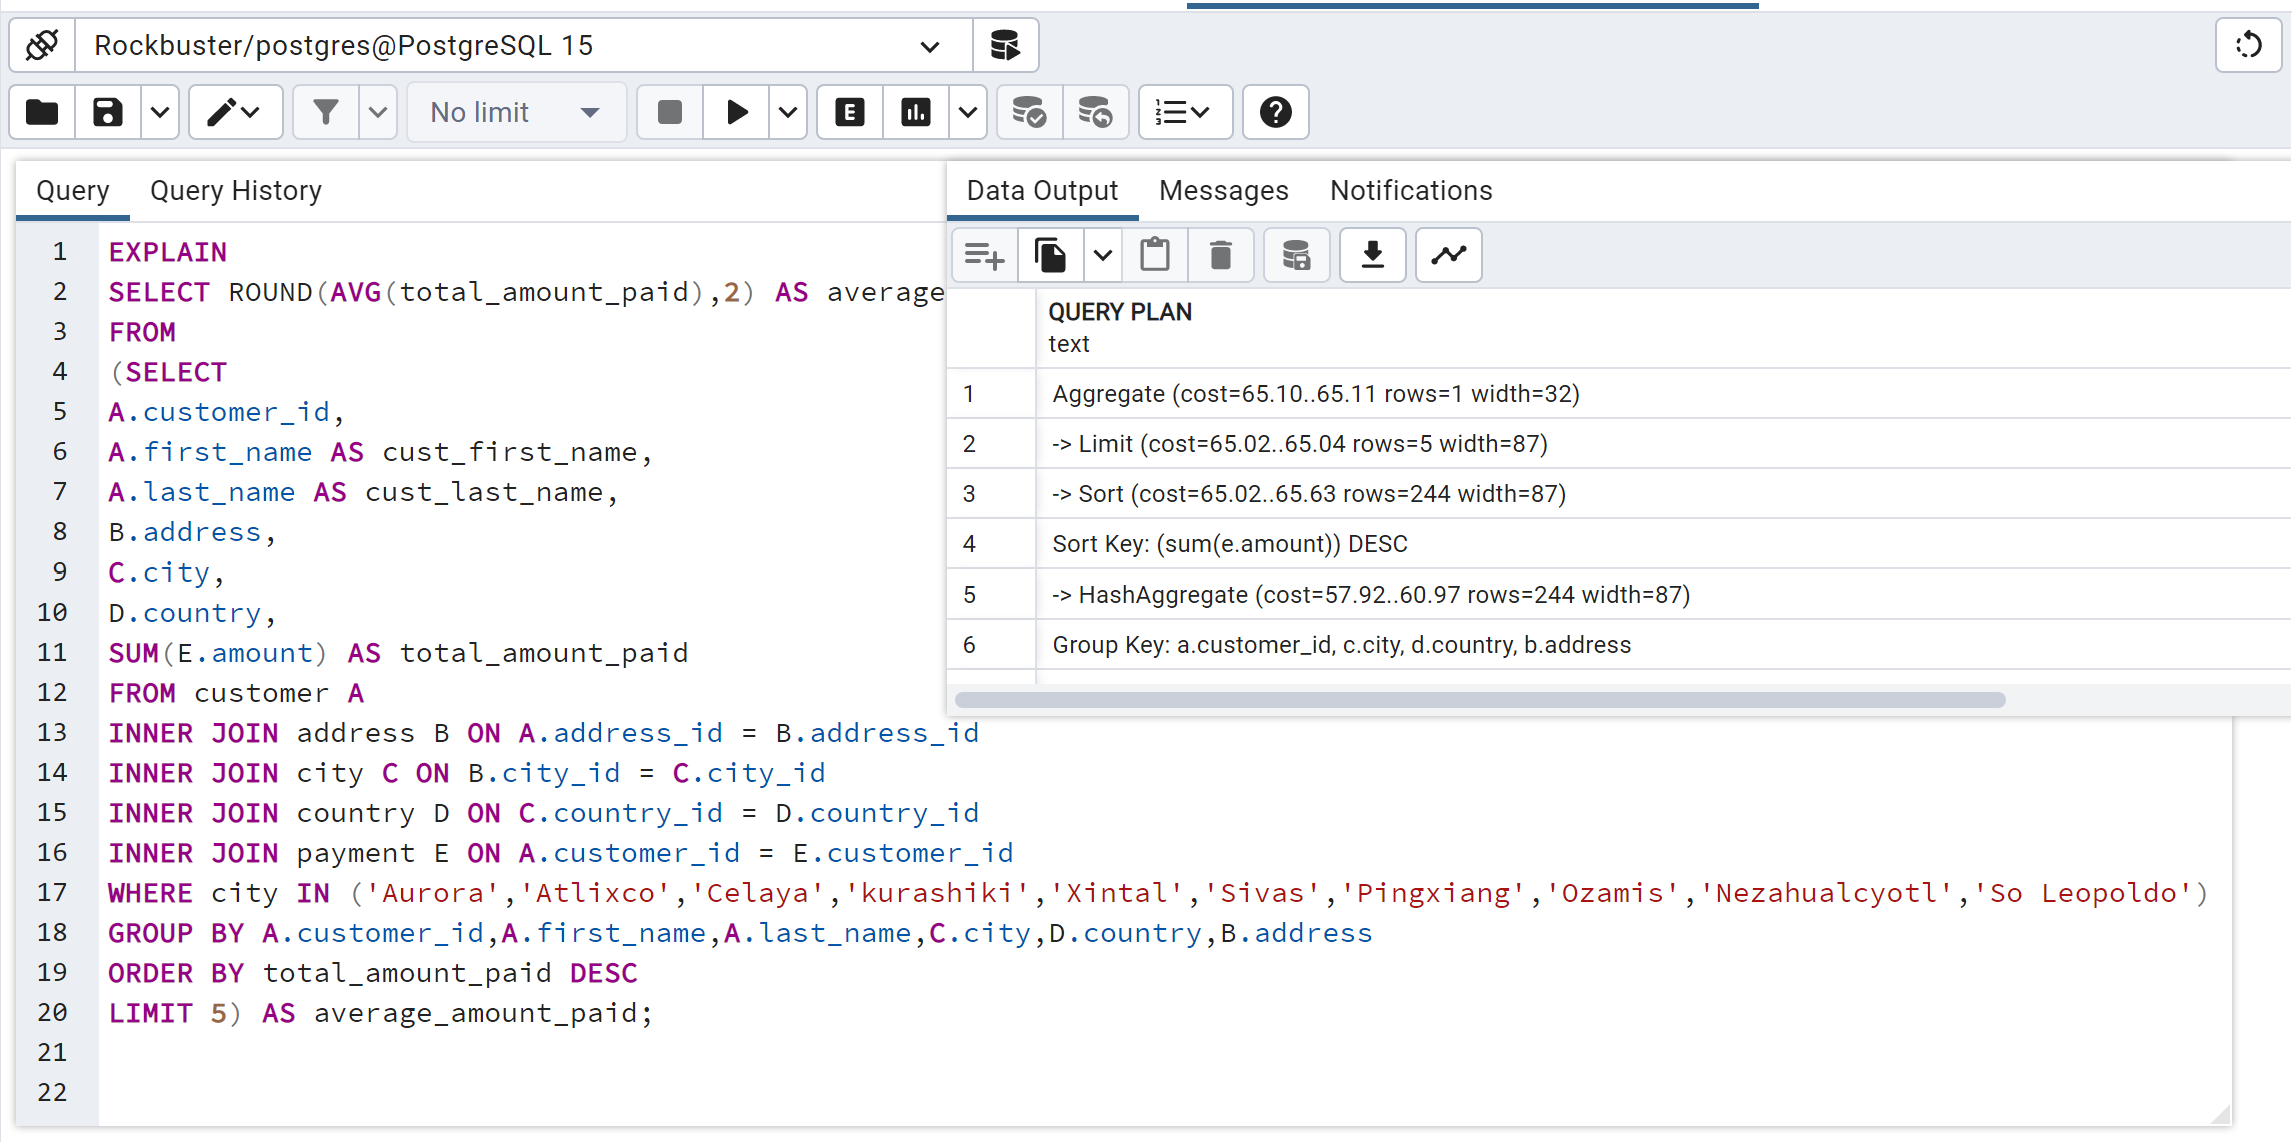 Rockbuster/postgres@PostgreSQL 15
No limit
E
Query Query History
1 EXPLAIN
2 SELECT ROUND(AVG(total_amount_paid),2) AS average
3 FROM
4 (SELECT
5 A.customer_id,
6 A.first_name AS cust_first_name,
7 A.last_name AS cust_last_name,
8 B.address,
9 C.city,
10 D.country,
11 SUM(E.amount) AS total_amount_paid
12 FROM customer A
13 INNER JOIN address B ON A.address_id = B.address_id
14 INNER JOIN city C ON B.city_id = C.city_id
15 INNER JOIN country D ON C.country_id = D.country_id
16 INNER JOIN payment E ON A.customer_id = E.customer_id
17 WHERE city IN ('Aurora','Atlixco','Celaya','kurashiki','Xintal','Sivas','Pingxiang','Ozamis','Nezahualcyotl','So Leopoldo')
18 GROUP BY A.customer_id,A.first_name,A.last_name,C.city,D.country,B.address
19 ORDER BY total_amount_paid DESC
20 LIMIT 5) AS average_amount_paid;
21
22
Data Output Messages Notifications
QUERY PLAN
text
1 Aggregate (cost=65.10..65.11 rows=1 width=32)
2 -> Limit (cost=65.02..65.04 rows=5 width=87)
3 -> Sort (cost=65.02..65.63 rows=244 width=87)
4 Sort Key: (sum(e.amount)) DESC
5 -> HashAggregate (cost=57.92..60.97 rows=244 width=87)
6 Group Key: a.customer_id, c.city, d.country, b.address